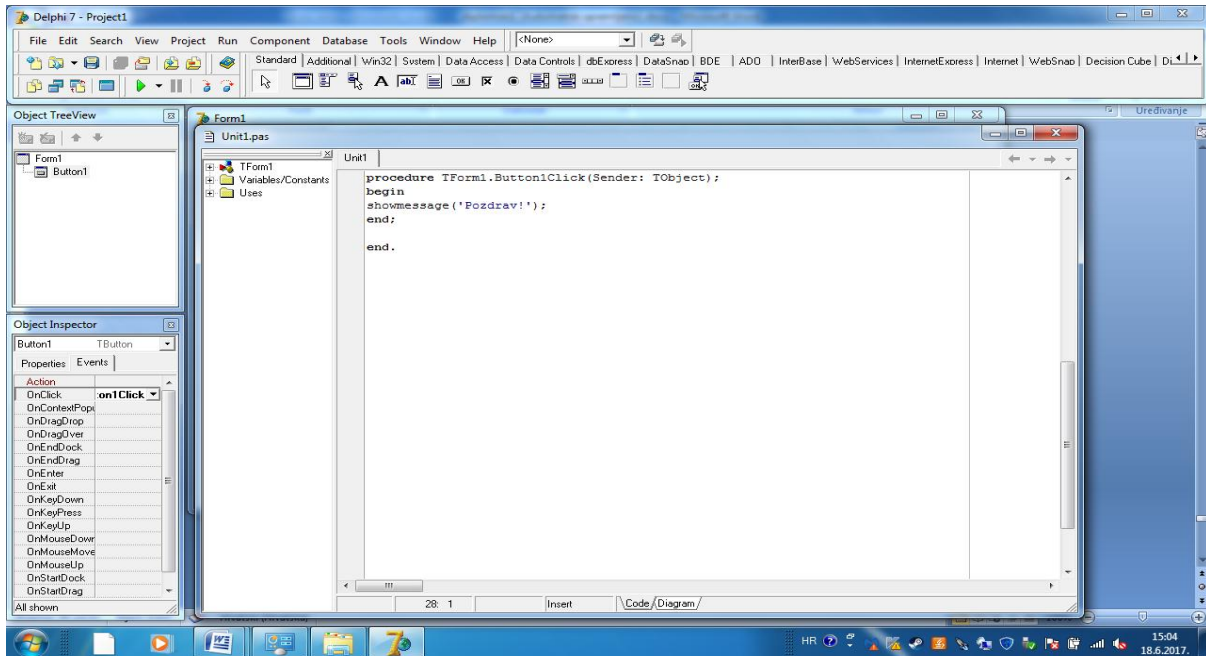 Delphi 7 - Project1
File Edit Search View Project Run Component Database Tools Window Help <None>
Standard Additional Win32 System Data Access Data Controls dbExpress DataSnap BDE ADO InterBase WebServices InternetExpress Internet WebSnap Decision Cube
Object TreeView
Form1
Button1
Object Inspector
Button1 TButton
Properties Events
Action
OnClick :on1Click
OnContextPopu
OnDragDrop
OnDragOver
OnEndDock
OnEndDrag
OnEnter
OnExit
OnKeyDown
OnKeyPress
OnKeyUp
OnMouseDowr
OnMouseMove
OnMouseUp
OnStartDock
OnStartDrag
All shown
Form1
Unit1.pas
TForm1
Variables/Constants
Uses
Unit1
procedure TForm1.Button1Click(Sender: TObject);
begin
showmessage('Pozdrav!');
end;
end.
28: 1 Insert Code Diagram
Uređivanje
HR
15:04
18.6.2017.